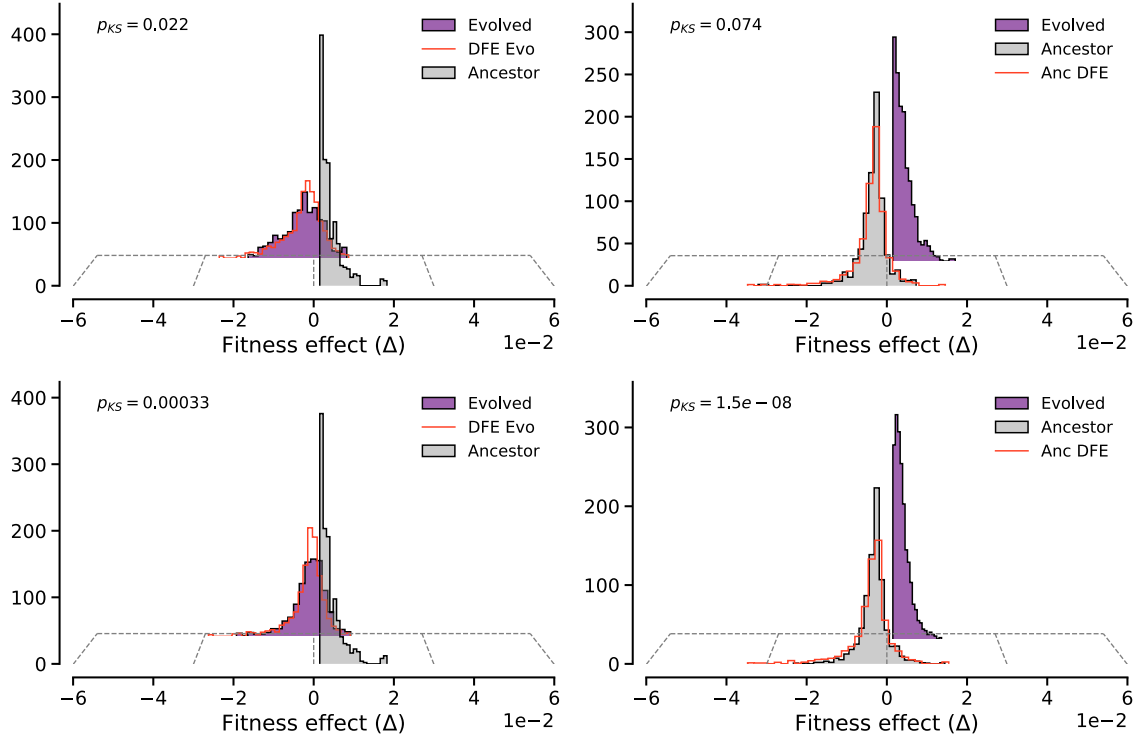 p_KS = 0.022
Evolved
DFE Evo
Ancestor
400
300
200
100
0
−6 −4 −2 0 2 4 6
1e−2
Fitness effect (Δ)
p_KS = 0.074
Evolved
Ancestor
Anc DFE
300
250
200
150
100
50
0
−6 −4 −2 0 2 4 6
1e−2
Fitness effect (Δ)
p_KS = 0.00033
Evolved
DFE Evo
Ancestor
400
300
200
100
0
−6 −4 −2 0 2 4 6
1e−2
Fitness effect (Δ)
p_KS = 1.5e − 08
Evolved
Ancestor
Anc DFE
300
200
100
0
−6 −4 −2 0 2 4 6
1e−2
Fitness effect (Δ)